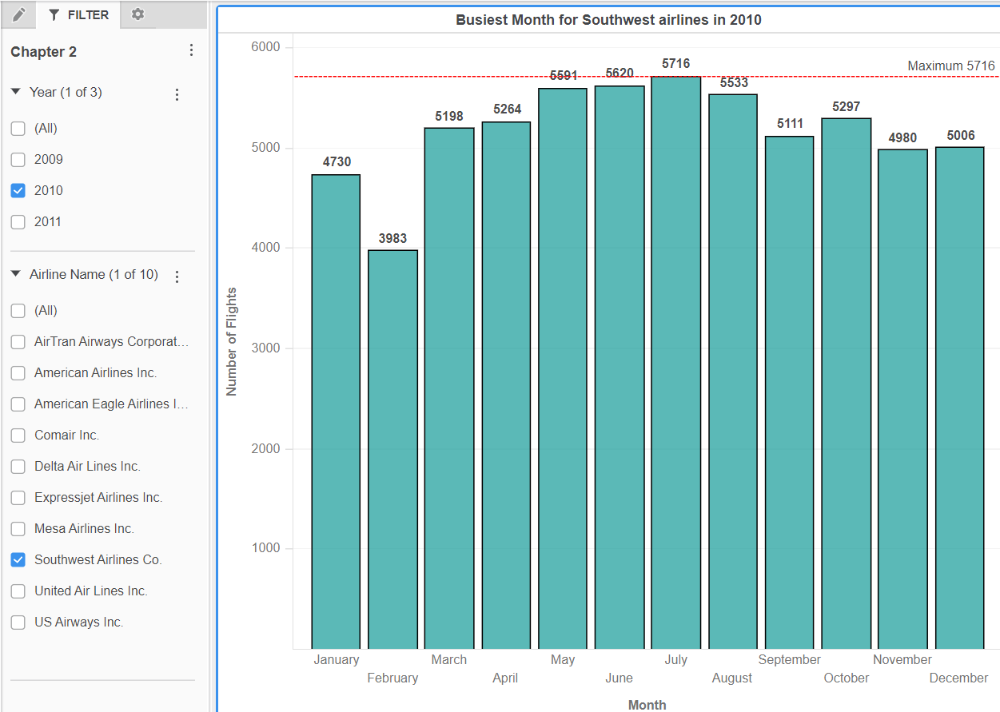 FILTER
Chapter 2
Year (1 of 3)
(All)
2009
2010
2011
Airline Name (1 of 10)
(All)
AirTran Airways Corporat...
American Airlines Inc.
American Eagle Airlines I...
Comair Inc.
Delta Air Lines Inc.
Expressjet Airlines Inc.
Mesa Airlines Inc.
Southwest Airlines Co.
United Air Lines Inc.
US Airways Inc.
Busiest Month for Southwest airlines in 2010
Maximum 5716
6000
5000
4000
3000
2000
1000
Number of Flights
4730
3983
5198
5264
5591
5620
5716
5533
5111
5297
4980
5006
January
February
March
April
May
June
July
August
September
October
November
December
Month